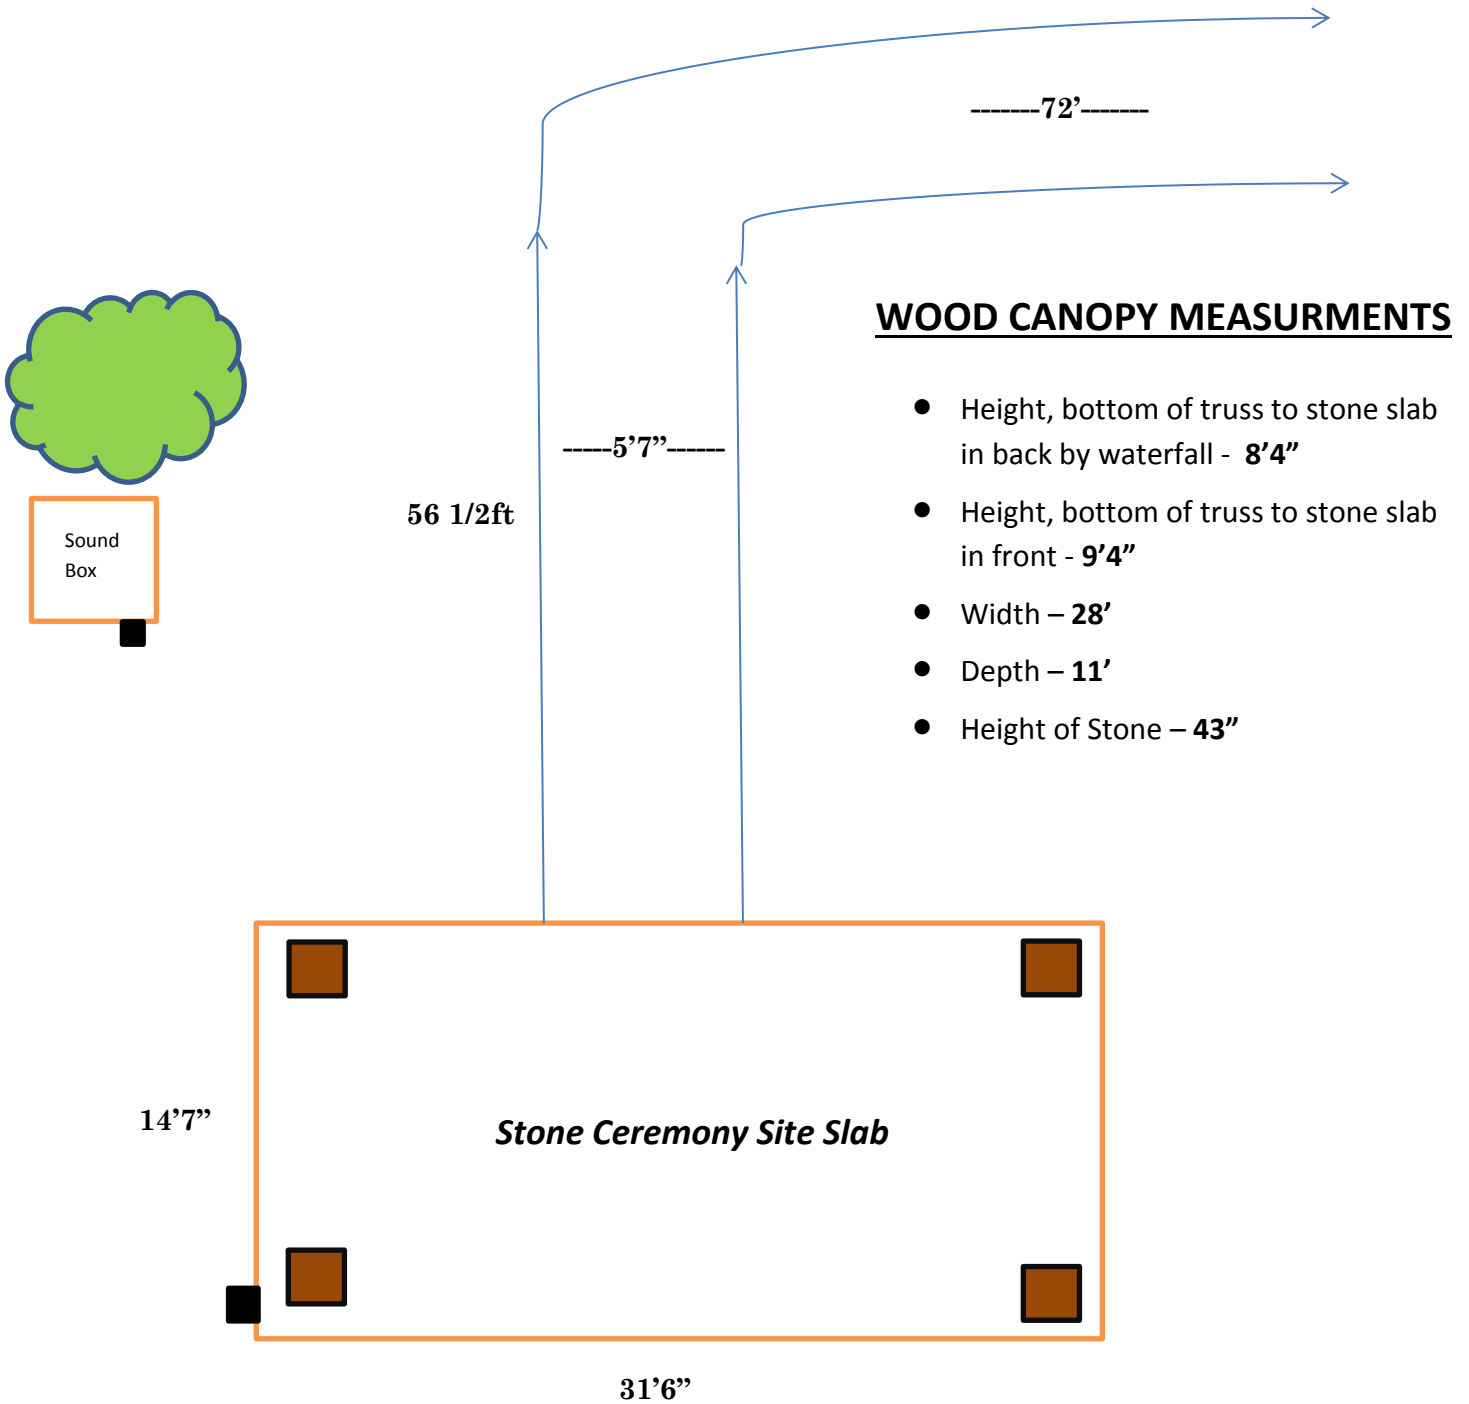 -------72’-------
WOOD CANOPY MEASURMENTS
● Height, bottom of truss to stone slab
in back by waterfall - 8’4”
-----5’7”------
56 1/2ft
● Height, bottom of truss to stone slab
in front - 9’4”
Sound
Box
● Width – 28’
● Depth – 11’
● Height of Stone – 43”
14’7”
Stone Ceremony Site Slab
31’6”